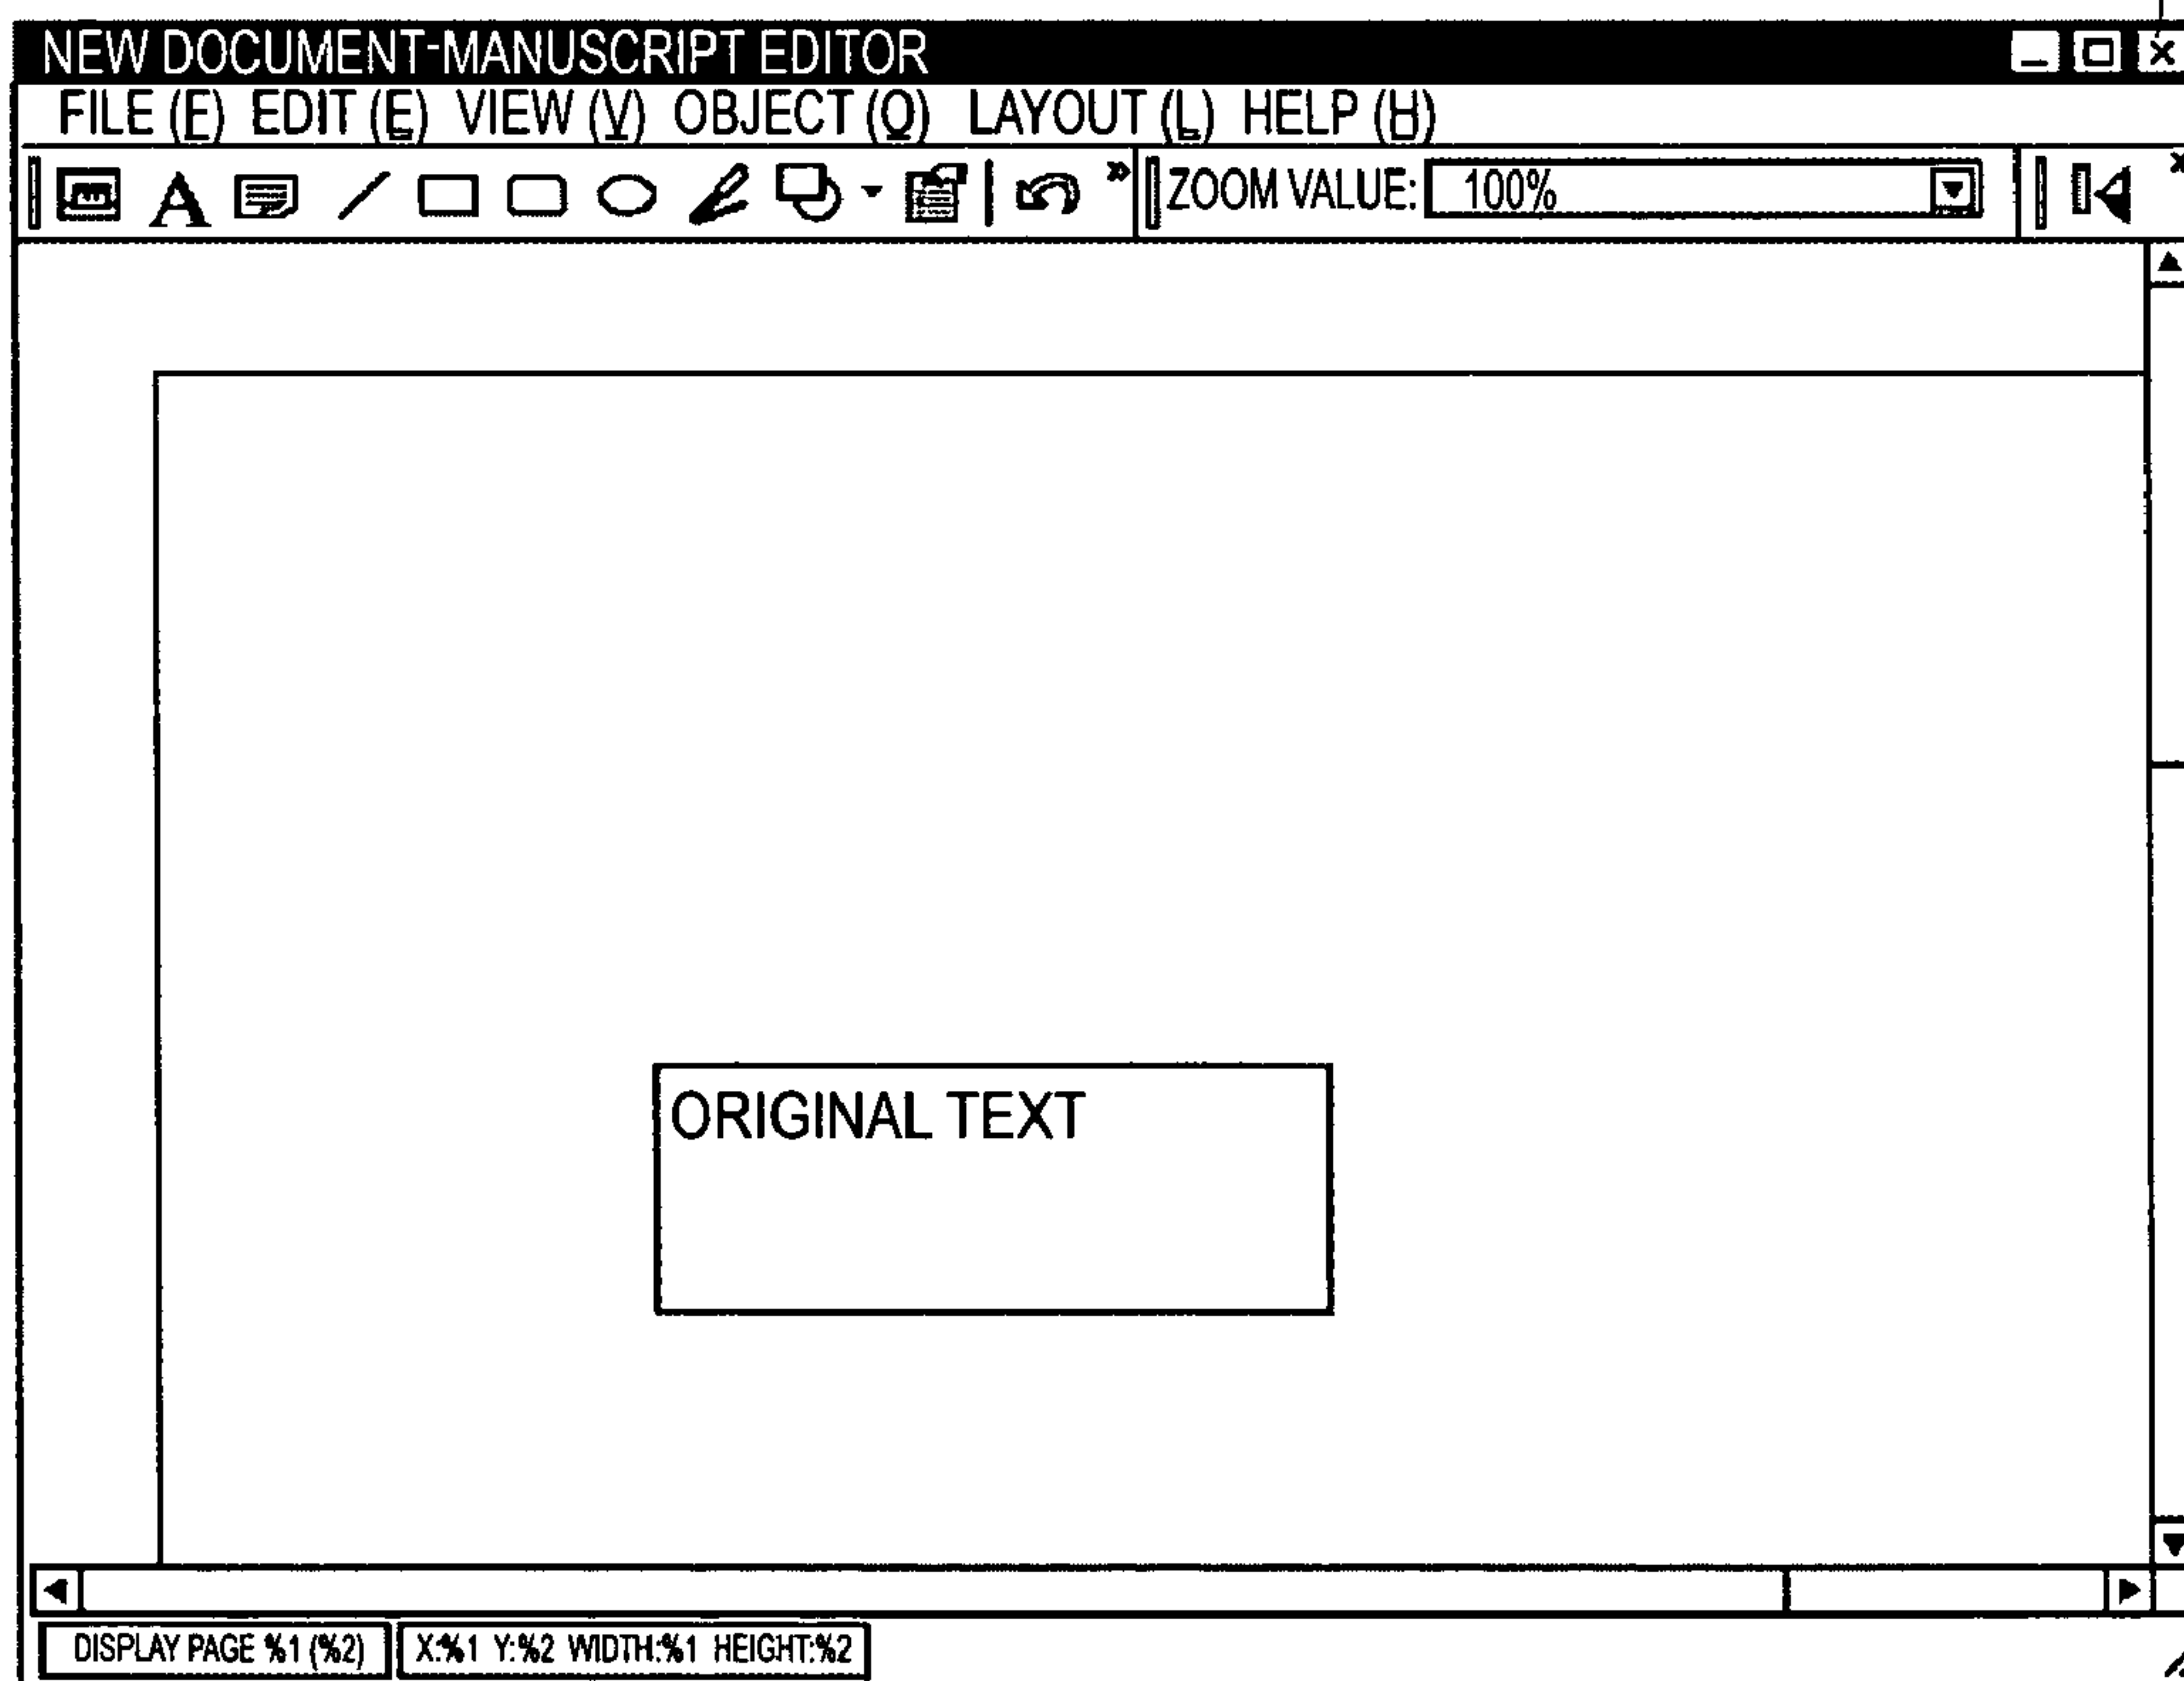 NEW DOCUMENT-MANUSCRIPT EDITOR
FILE (F) EDIT (E) VIEW (V) OBJECT (O) LAYOUT (L) HELP (H)
A ZOOM VALUE: 100%
ORIGINAL TEXT
DISPLAY PAGE %1 (%2) X:%1 Y:%2 WIDTH:%1 HEIGHT:%2